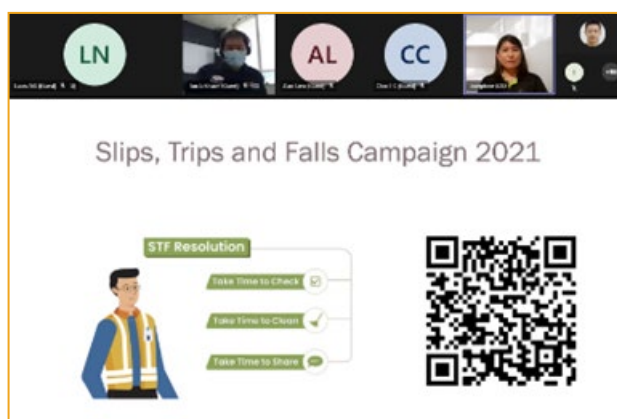 LN
AL
CC
Slips, Trips and Falls Campaign 2021
STF Resolution
Take Time to Check
Take Time to Clean
Take Time to Share